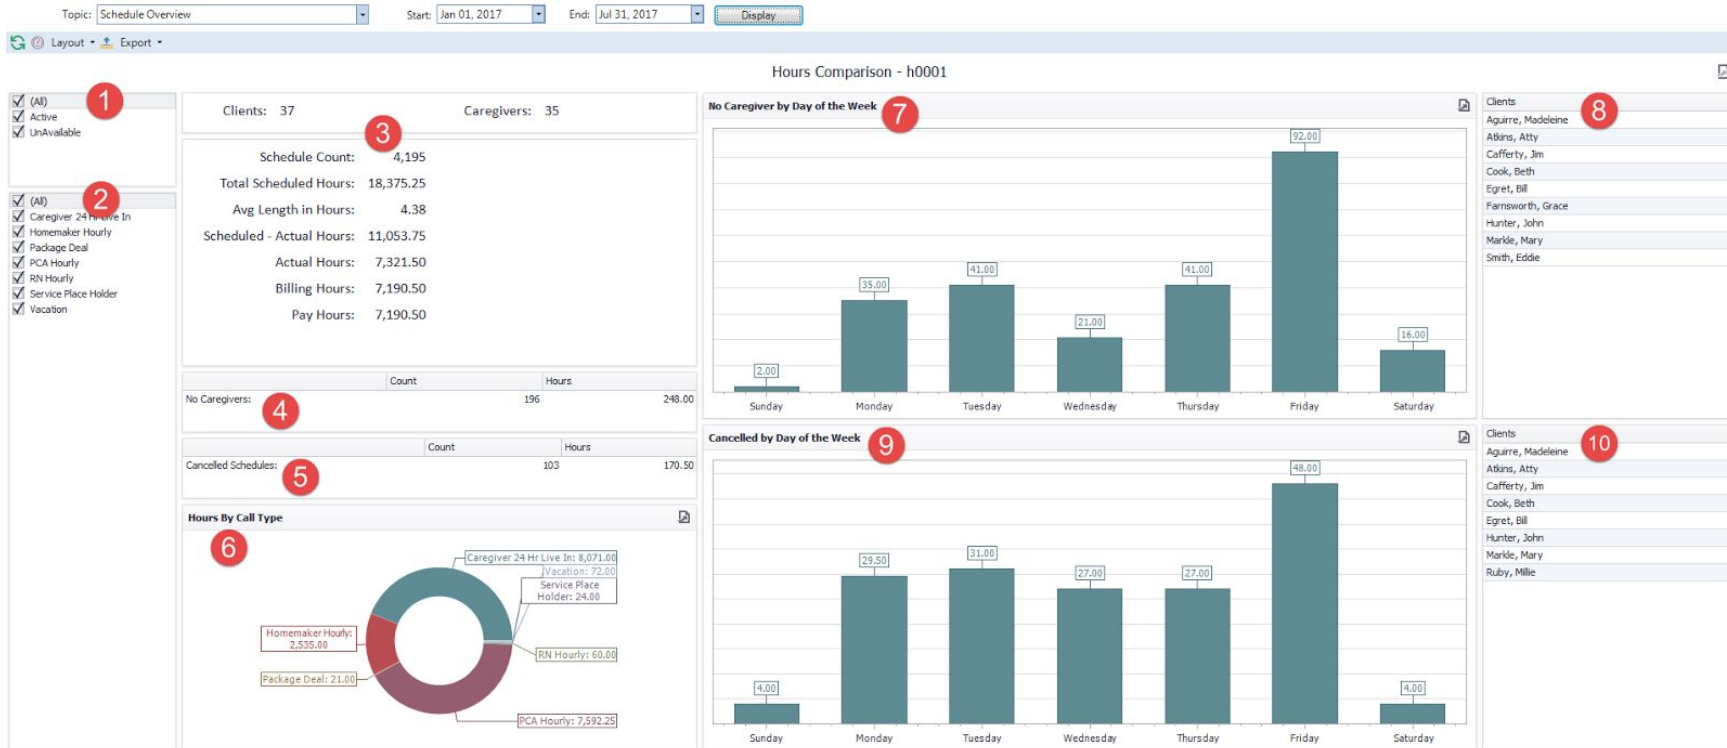 Topic: Schedule Overview Start: Jan 01, 2017 End: Jul 31, 2017 Display
Layout Export
Hours Comparison - h0001
(All)
Active
UnAvailable
1
(All)
Caregiver 24 Hr Live In
Homemaker Hourly
Package Deal
PCA Hourly
RN Hourly
Service Place Holder
Vacation
2
Clients: 37 Caregivers: 35
3
Schedule Count: 4,195
Total Scheduled Hours: 18,375.25
Avg Length in Hours: 4.38
Scheduled - Actual Hours: 11,053.75
Actual Hours: 7,321.50
Billing Hours: 7,190.50
Pay Hours: 7,190.50
Count Hours
No Caregivers: 196 248.00
4
Count Hours
Cancelled Schedules: 103 170.50
5
Hours By Call Type
6
Caregiver 24 Hr Live In: 8,071.00
Vacation: 72.00
Service Place
Holder: 24.00
Homemaker Hourly:
2,535.00
RN Hourly: 60.00
Package Deal: 21.00
PCA Hourly: 7,592.25
No Caregiver by Day of the Week
7
2.00 35.00 41.00 21.00 41.00 92.00 16.00
Sunday Monday Tuesday Wednesday Thursday Friday Saturday
Clients
8
Aguirre, Madeleine
Atkins, Atty
Cafferty, Jim
Cook, Beth
Egret, Bill
Farnsworth, Grace
Hunter, John
Markle, Mary
Smith, Eddie
Cancelled by Day of the Week
9
4.00 29.50 31.00 27.00 27.00 48.00 4.00
Sunday Monday Tuesday Wednesday Thursday Friday Saturday
Clients
10
Aguirre, Madeleine
Atkins, Atty
Cafferty, Jim
Cook, Beth
Egret, Bill
Hunter, John
Markle, Mary
Ruby, Millie